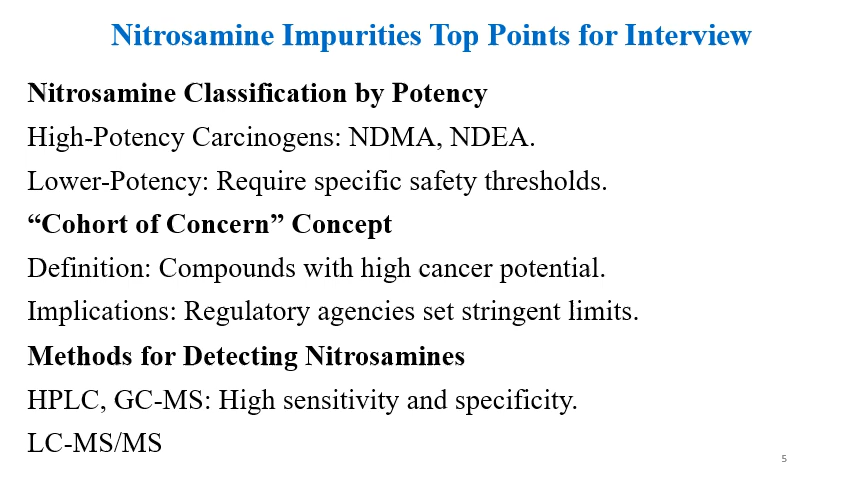 Nitrosamine Impurities Top Points for Interview
Nitrosamine Classification by Potency
High-Potency Carcinogens: NDMA, NDEA.
Lower-Potency: Require specific safety thresholds.
“Cohort of Concern” Concept
Definition: Compounds with high cancer potential.
Implications: Regulatory agencies set stringent limits.
Methods for Detecting Nitrosamines
HPLC, GC-MS: High sensitivity and specificity.
LC-MS/MS
5